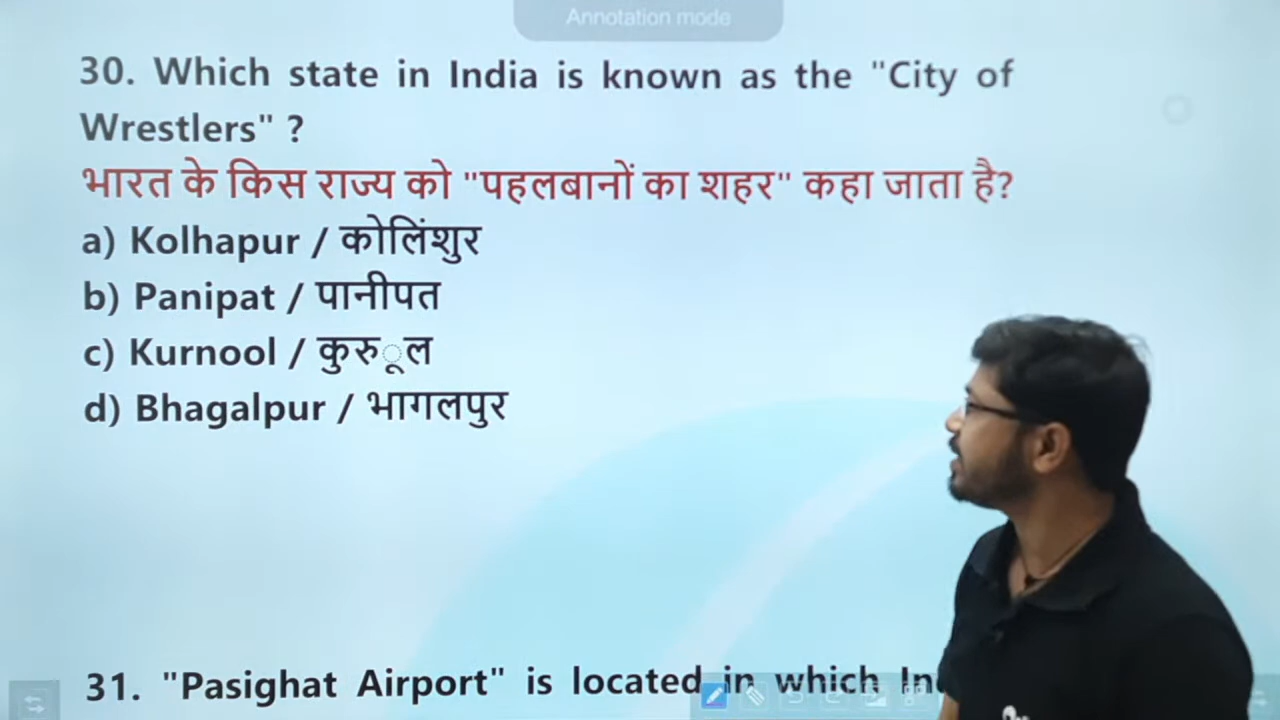 Annotation mode
30. Which state in India is known as the "City of
Wrestlers" ?
भारत के किस राज्य को "पहलबानों का शहर" कहा जाता है?
a) Kolhapur / कोलिंशुर
b) Panipat / पानीपत
c) Kurnool / कुरुूल
d) Bhagalpur / भागलपुर
31. "Pasighat Airport" is located in which